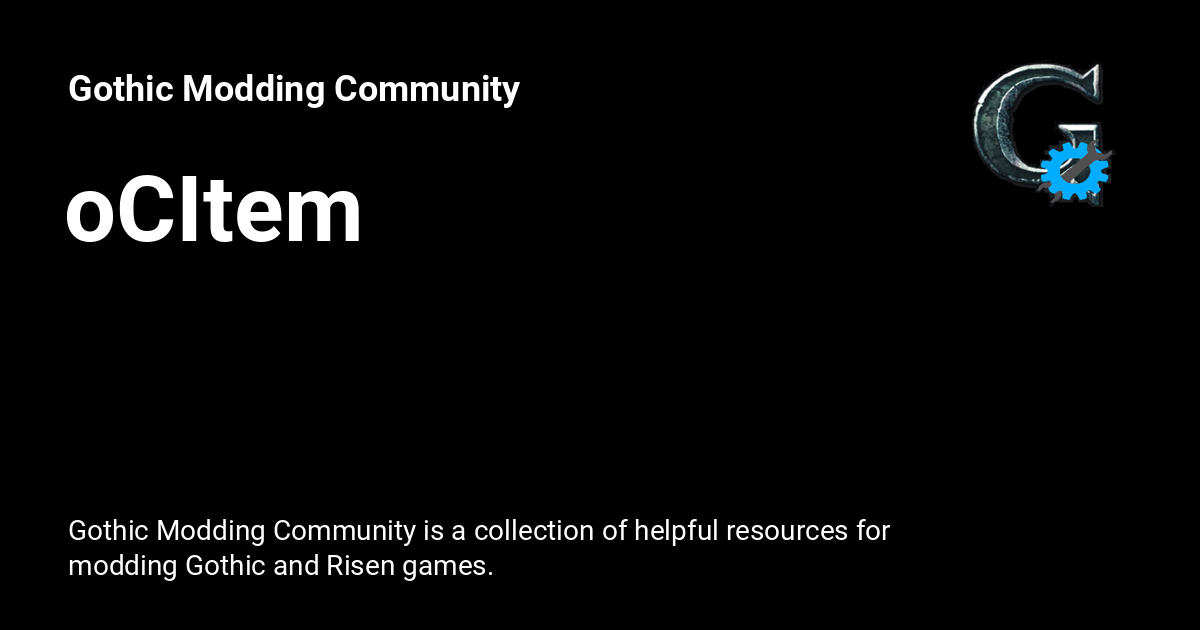 Gothic Modding Community
oCItem
Gothic Modding Community is a collection of helpful resources for
modding Gothic and Risen games.